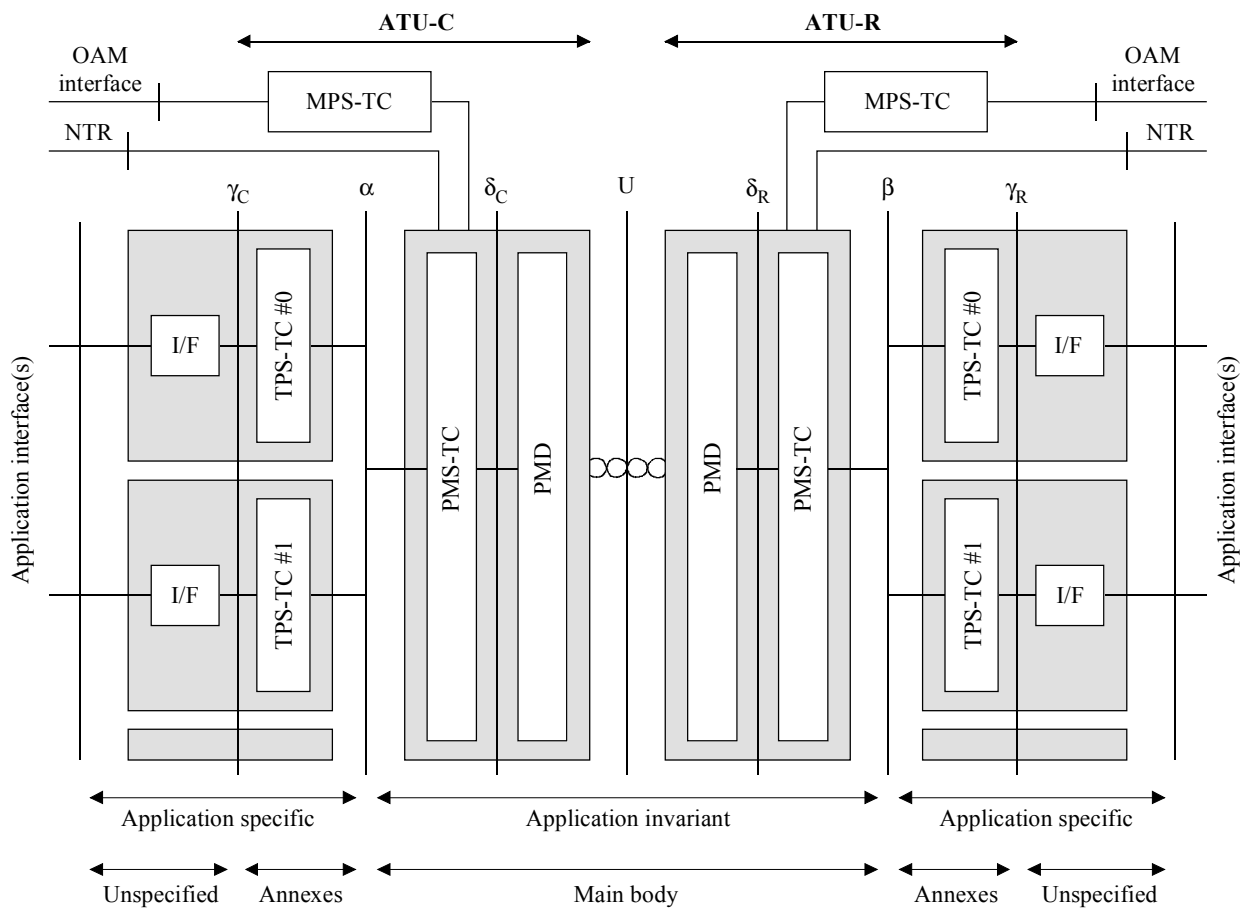 ATU-C
ATU-R
OAM
interface
MPS-TC
MPS-TC
OAM
interface
NTR
NTR
γC
α
δC
U
δR
β
γR
Application interface(s)
I/F
TPS-TC #0
I/F
TPS-TC #1
PMS-TC
PMD
PMD
PMS-TC
TPS-TC #0
I/F
TPS-TC #1
I/F
Application interface(s)
Application specific
Application invariant
Application specific
Unspecified
Annexes
Main body
Annexes
Unspecified